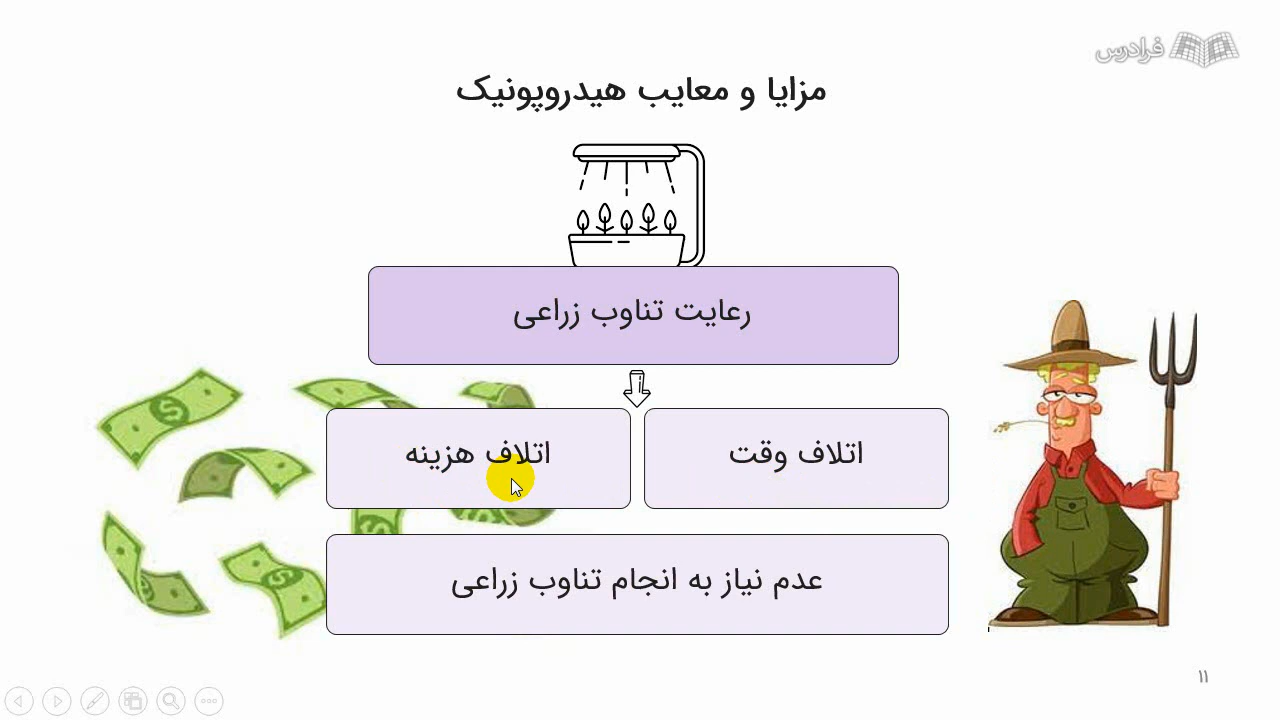 فرادرس
مزایا و معایب هیدروپونیک
رعایت تناوب زراعی
اتلاف وقت
اتلاف هزینه
عدم نیاز به انجام تناوب زراعی
۱۱